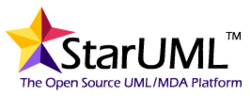 StarUML™
The Open Source UML/MDA Platform